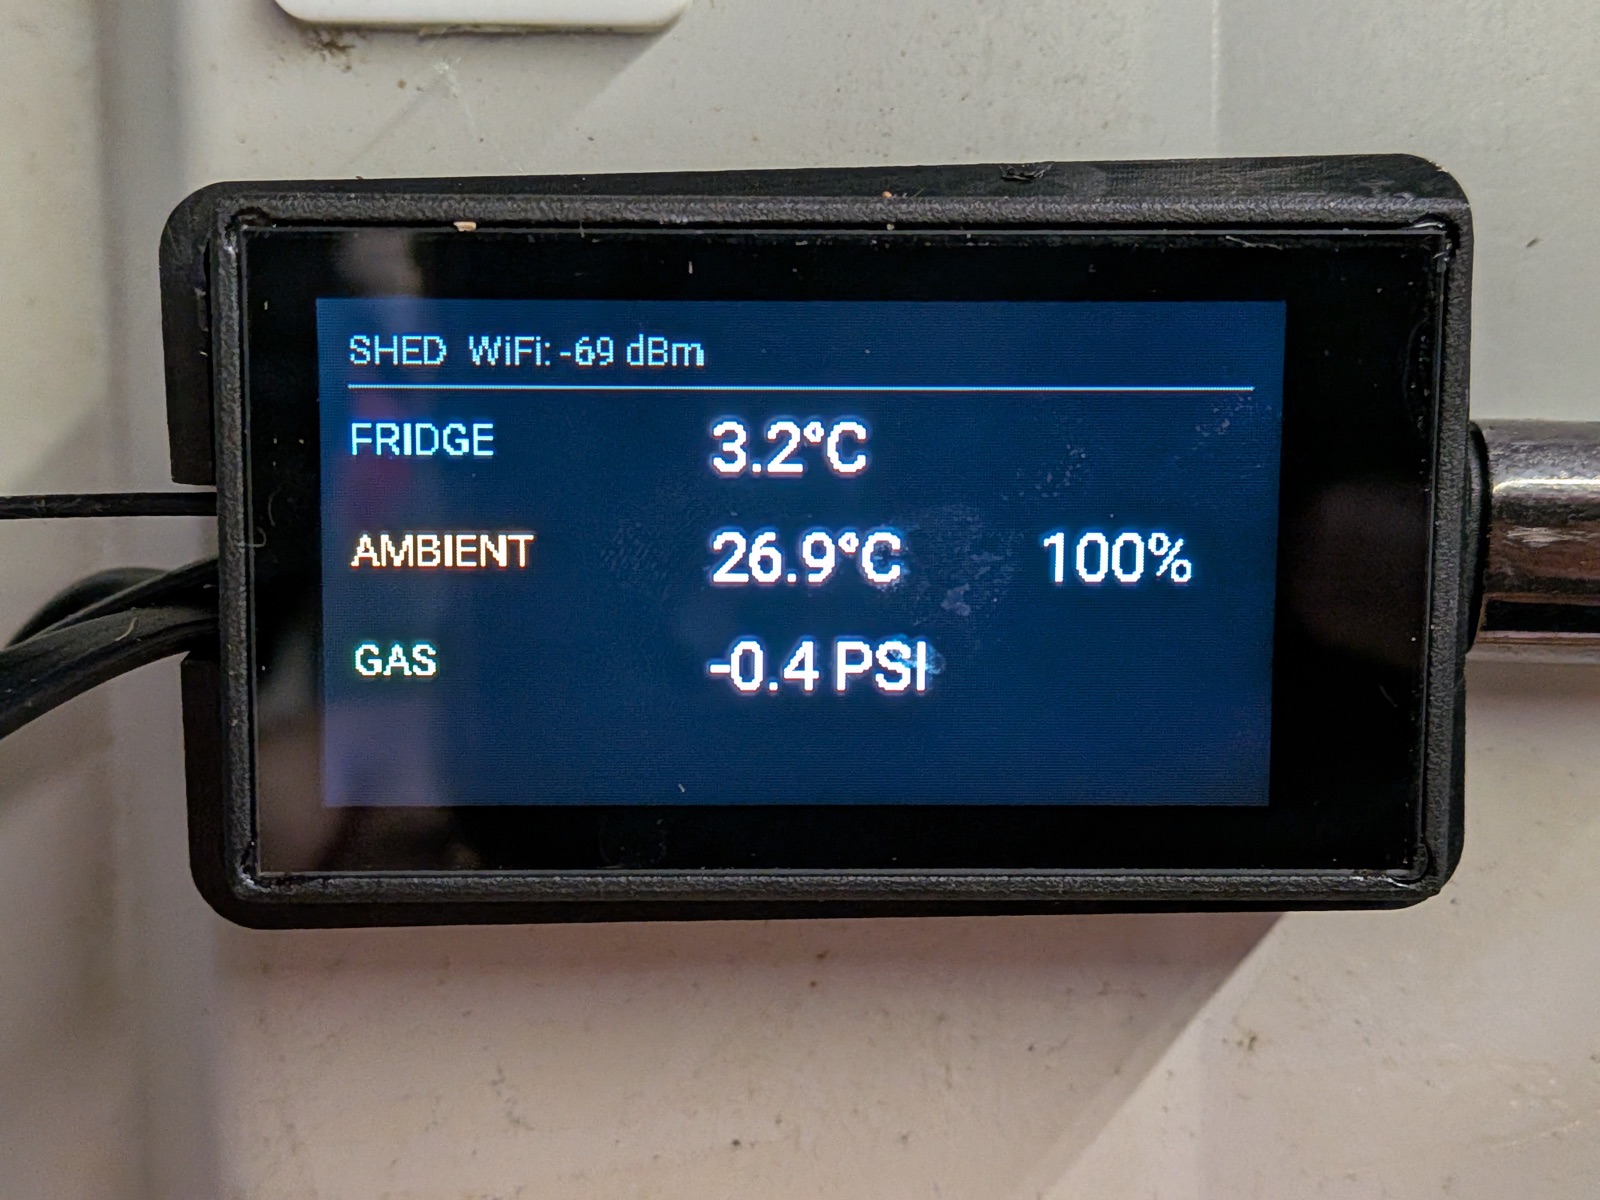 SHED WiFi: -69 dBm
FRIDGE 3.2°C
AMBIENT 26.9°C 100%
GAS -0.4 PSI